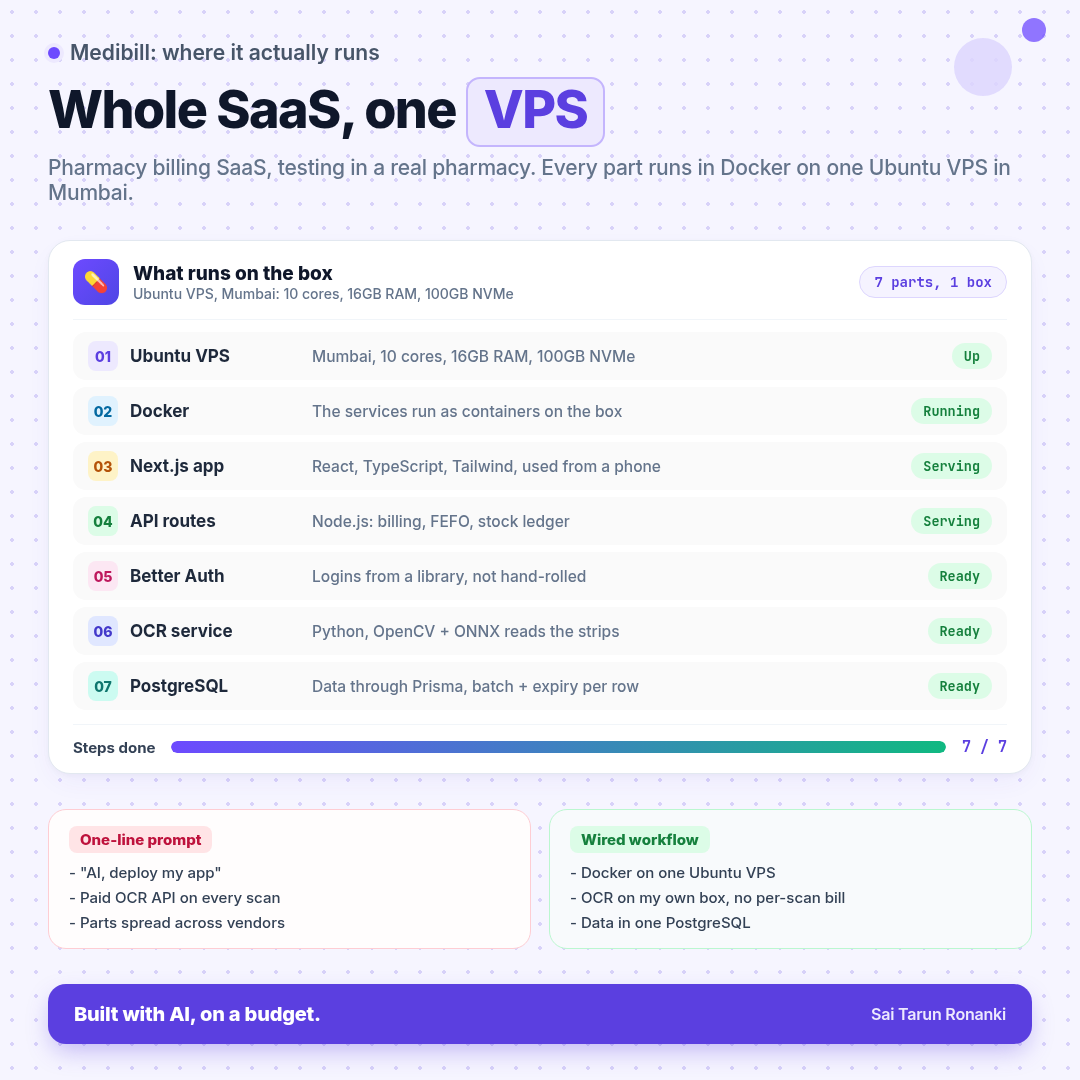 Medibill: where it actually runs
Whole SaaS, one VPS
Pharmacy billing SaaS, testing in a real pharmacy. Every part runs in Docker on one Ubuntu VPS in
Mumbai.
What runs on the box
Ubuntu VPS, Mumbai: 10 cores, 16GB RAM, 100GB NVMe
7 parts, 1 box
01 Ubuntu VPS Mumbai, 10 cores, 16GB RAM, 100GB NVMe Up
02 Docker The services run as containers on the box Running
03 Next.js app React, TypeScript, Tailwind, used from a phone Serving
04 API routes Node.js: billing, FEFO, stock ledger Serving
05 Better Auth Logins from a library, not hand-rolled Ready
06 OCR service Python, OpenCV + ONNX reads the strips Ready
07 PostgreSQL Data through Prisma, batch + expiry per row Ready
Steps done 7 / 7
One-line prompt
- "AI, deploy my app"
- Paid OCR API on every scan
- Parts spread across vendors
Wired workflow
- Docker on one Ubuntu VPS
- OCR on my own box, no per-scan bill
- Data in one PostgreSQL
Built with AI, on a budget.
Sai Tarun Ronanki